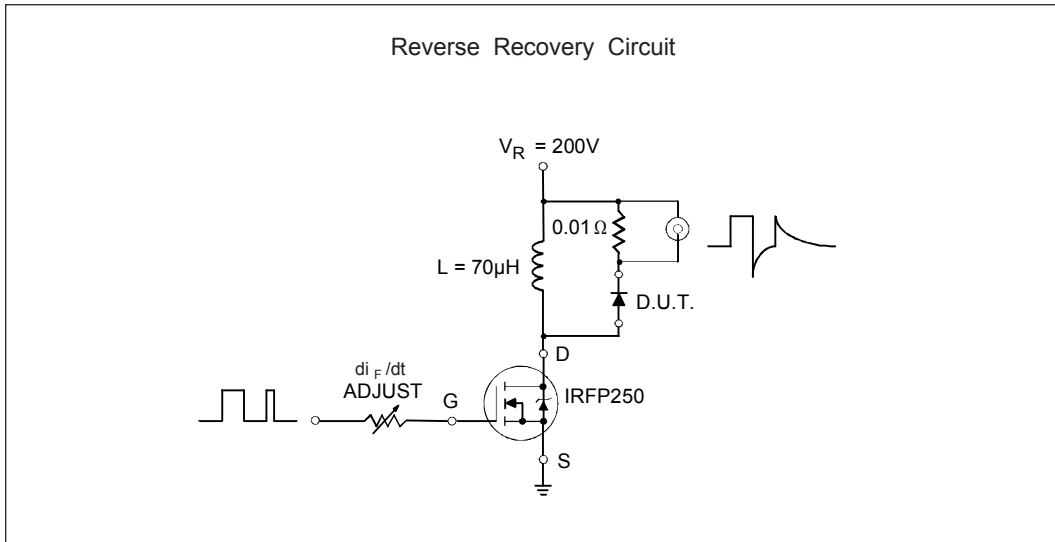 Reverse Recovery Circuit
V_R = 200V
0.01 Ω
L = 70µH
D.U.T.
di_F/dt
ADJUST
G
D
IRFP250
S